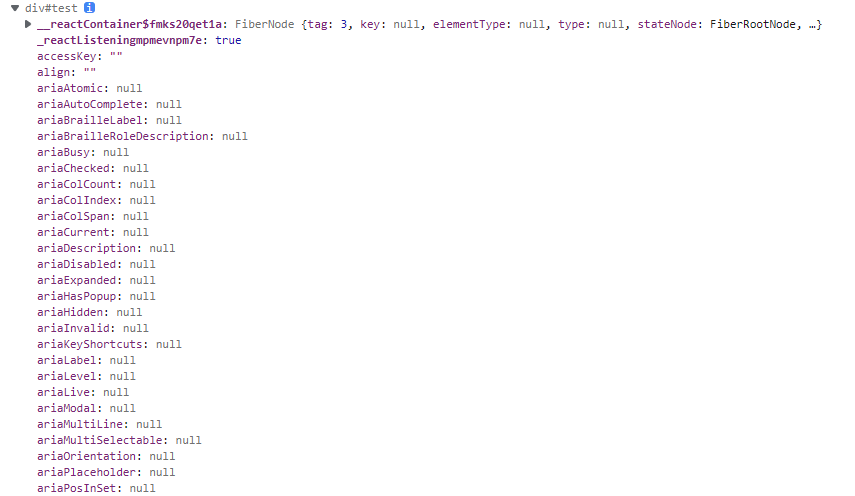 div#test i
__reactContainer$fmks20qet1a: FiberNode {tag: 3, key: null, elementType: null, type: null, stateNode: FiberRootNode, …}
_reactListeningmpmevnpm7e: true
accessKey: ""
align: ""
ariaAtomic: null
ariaAutoComplete: null
ariaBrailleLabel: null
ariaBrailleRoleDescription: null
ariaBusy: null
ariaChecked: null
ariaColCount: null
ariaColIndex: null
ariaColSpan: null
ariaCurrent: null
ariaDescription: null
ariaDisabled: null
ariaExpanded: null
ariaHasPopup: null
ariaHidden: null
ariaInvalid: null
ariaKeyShortcuts: null
ariaLabel: null
ariaLevel: null
ariaLive: null
ariaModal: null
ariaMultiLine: null
ariaMultiSelectable: null
ariaOrientation: null
ariaPlaceholder: null
ariaPosInSet: null